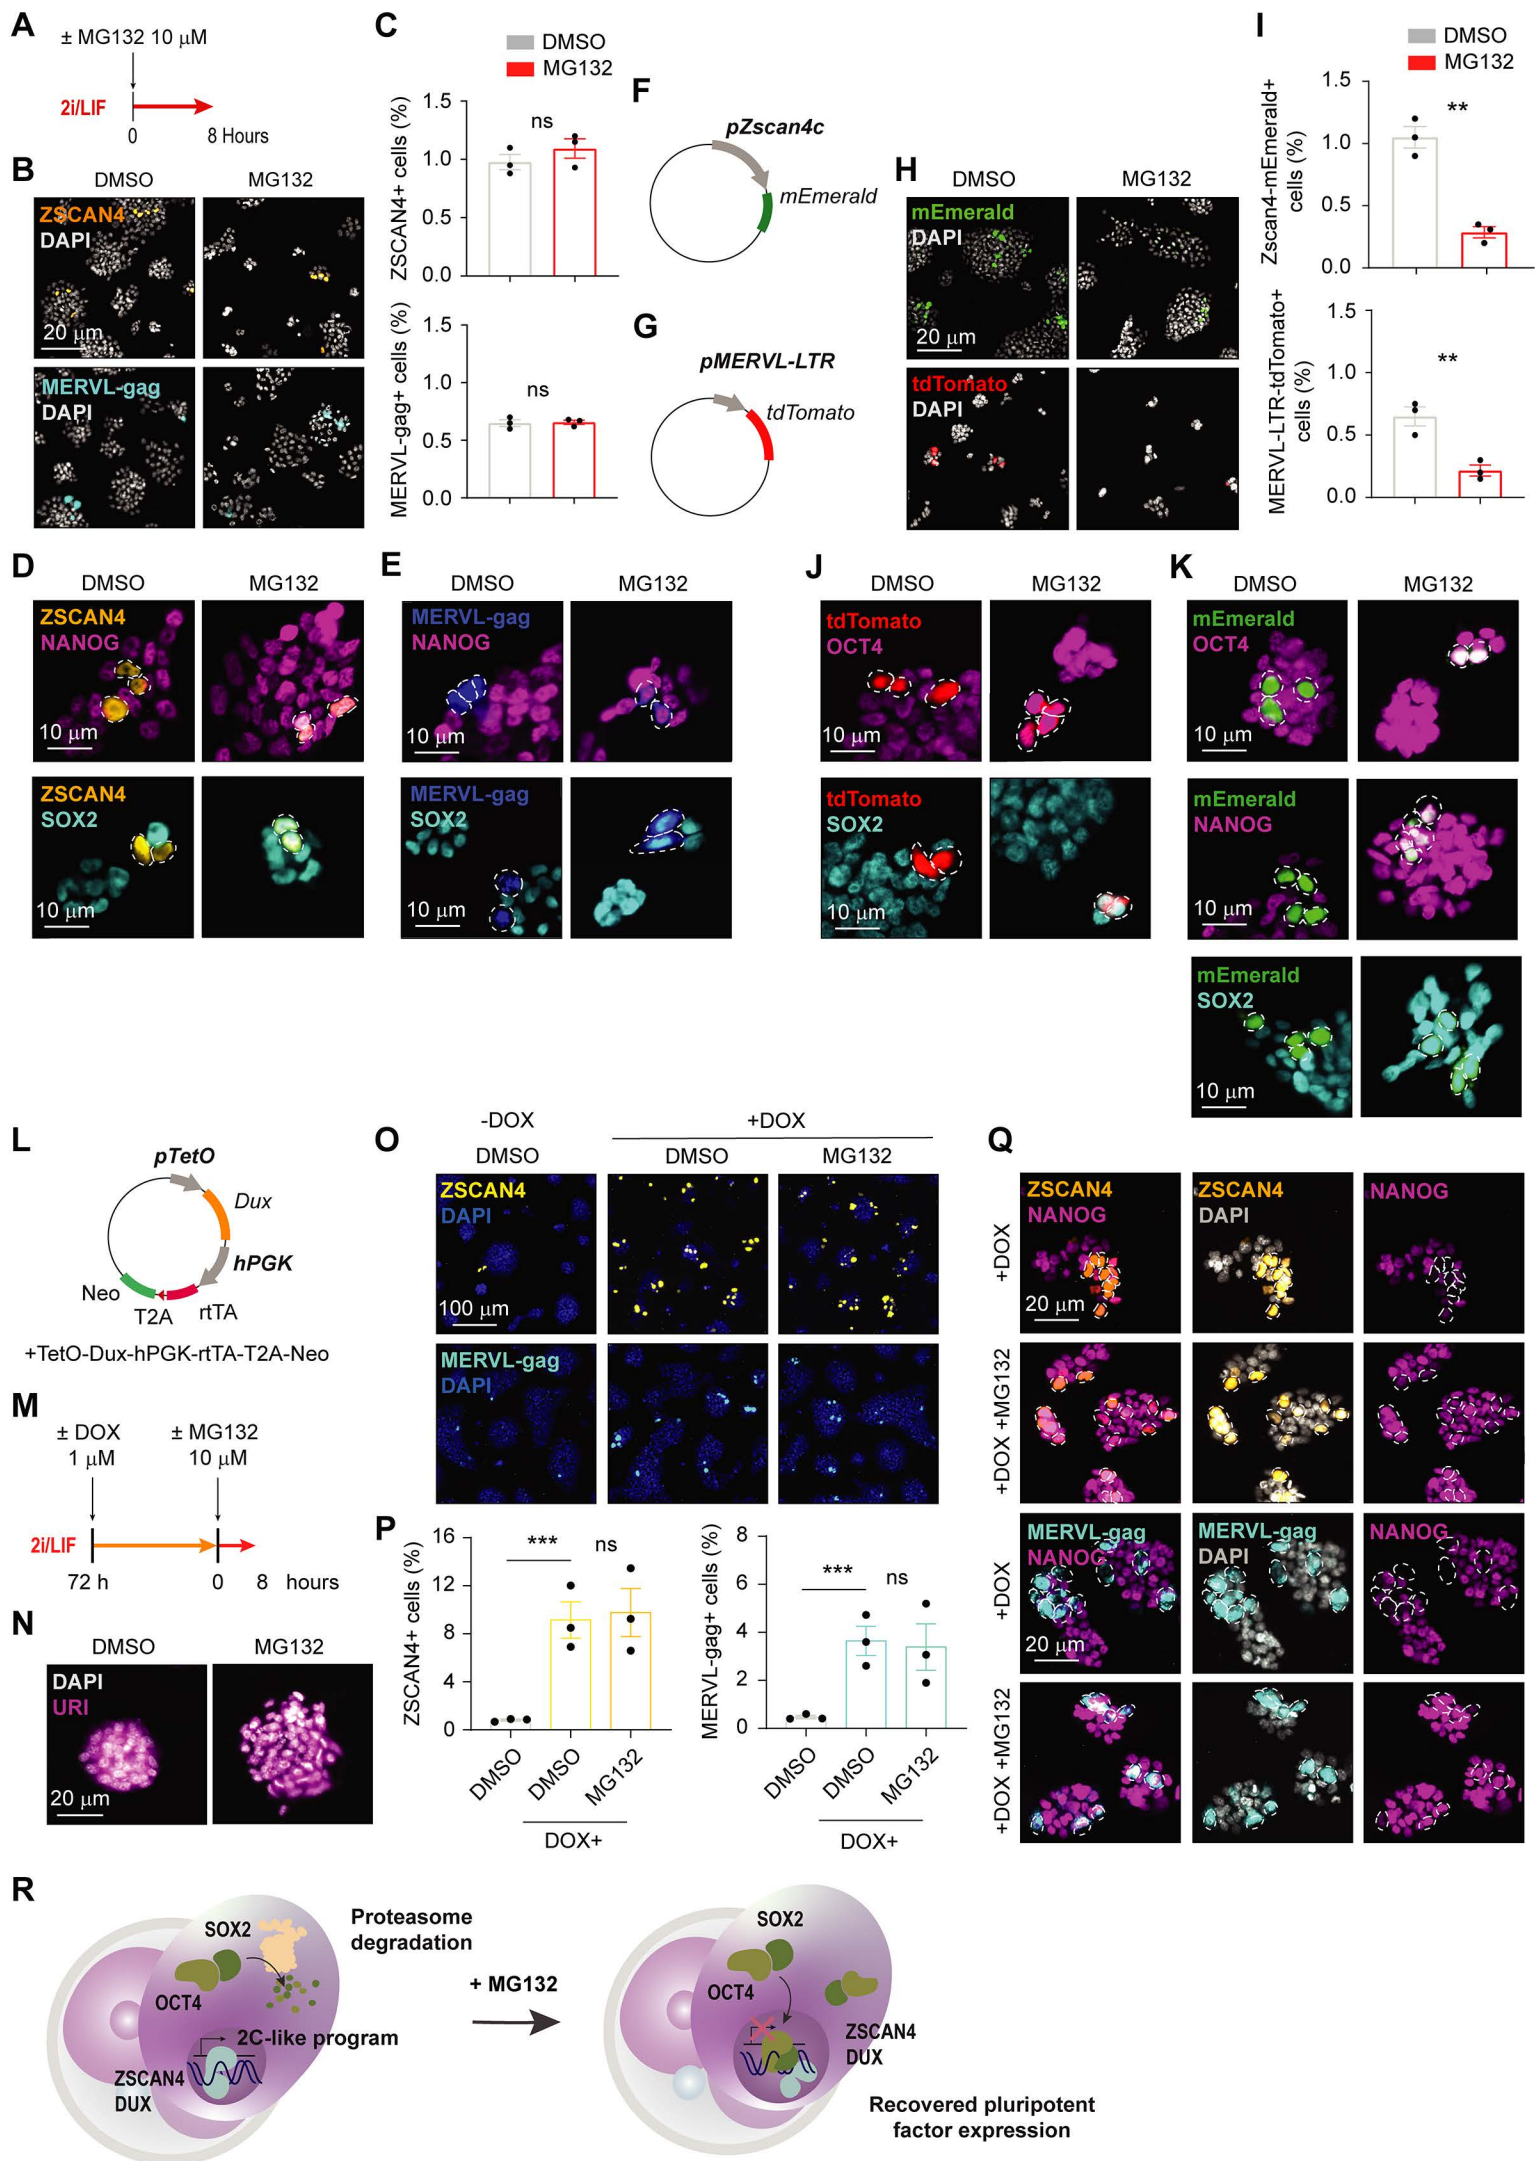 A
± MG132 10 μM
2i/LIF
0
8 Hours
B
DMSO
MG132
ZSCAN4
DAPI
20 μm
MERVL-gag
DAPI
C
DMSO
MG132
ZSCAN4+ cells (%)
1.5
1.0
0.5
0.0
ns
MERVL-gag+ cells (%)
1.5
1.0
0.5
0.0
ns
F
pZscan4c
mEmerald
G
pMERVL-LTR
tdTomato
H
DMSO
MG132
mEmerald
DAPI
20 μm
tdTomato
DAPI
I
DMSO
MG132
Zscan4-mEmerald+
cells (%)
1.5
1.0
0.5
0.0
**
MERVL-LTR-tdTomato+
cells (%)
1.5
1.0
0.5
0.0
**
D
DMSO
MG132
ZSCAN4
NANOG
10 μm
ZSCAN4
SOX2
10 μm
E
DMSO
MG132
MERVL-gag
NANOG
10 μm
MERVL-gag
SOX2
10 μm
J
DMSO
MG132
tdTomato
OCT4
10 μm
tdTomato
SOX2
10 μm
K
DMSO
MG132
mEmerald
OCT4
10 μm
mEmerald
NANOG
10 μm
mEmerald
SOX2
10 μm
L
pTetO
Dux
hPGK
rtTA
T2A
Neo
+TetO-Dux-hPGK-rtTA-T2A-Neo
M
± DOX
1 μM
± MG132
10 μM
2i/LIF
72 h
0
8
hours
N
DMSO
MG132
DAPI
URI
20 μm
O
-DOX
+DOX
DMSO
DMSO
MG132
ZSCAN4
DAPI
100 μm
MERVL-gag
DAPI
P
ZSCAN4+ cells (%)
16
12
8
4
0
***
ns
DMSO
DMSO
MG132
DOX+
MERVL-gag+ cells (%)
8
6
4
2
0
***
ns
DMSO
DMSO
MG132
DOX+
Q
+DOX
ZSCAN4
NANOG
20 μm
ZSCAN4
DAPI
NANOG
+DOX +MG132
+DOX
MERVL-gag
NANOG
20 μm
MERVL-gag
DAPI
NANOG
+DOX +MG132
R
SOX2
OCT4
Proteasome
degradation
2C-like program
ZSCAN4
DUX
+ MG132
SOX2
OCT4
ZSCAN4
DUX
Recovered pluripotent
factor expression